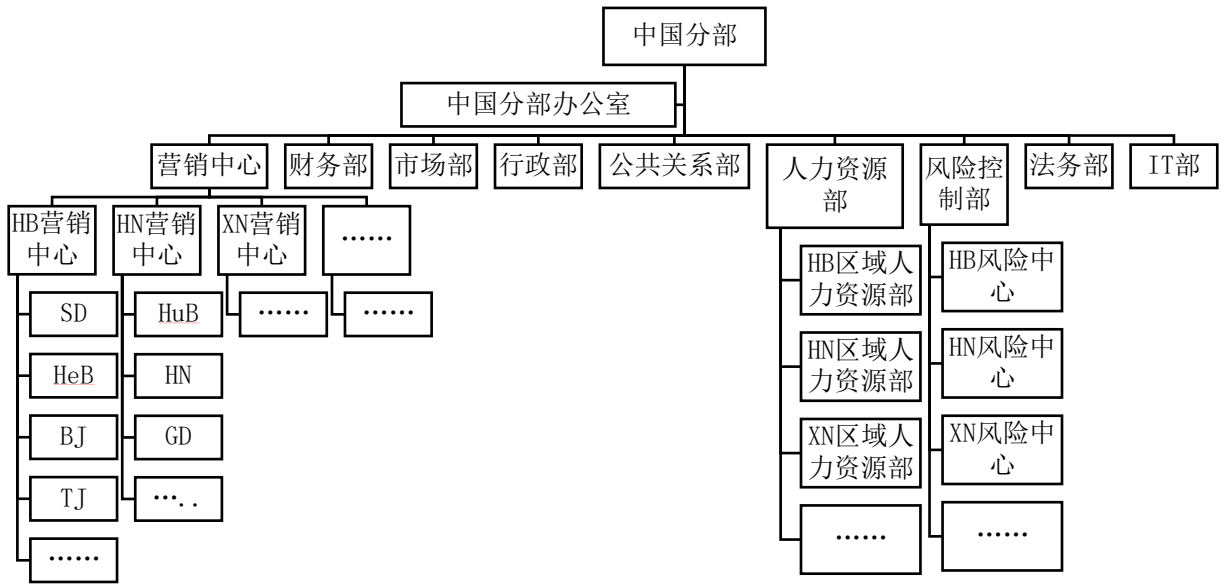 中国分部
中国分部办公室
营销中心
财务部
市场部
行政部
公共关系部
人力资源
部
风险控
制部
法务部
IT部
HB营销
中心
HN营销
中心
XN营销
中心
……
SD
HeB
BJ
TJ
……
HuB
HN
GD
…..
……
……
HB区域人
力资源部
HN区域人
力资源部
XN区域人
力资源部
……
HB风险中
心
HN风险中
心
XN风险中
心
……